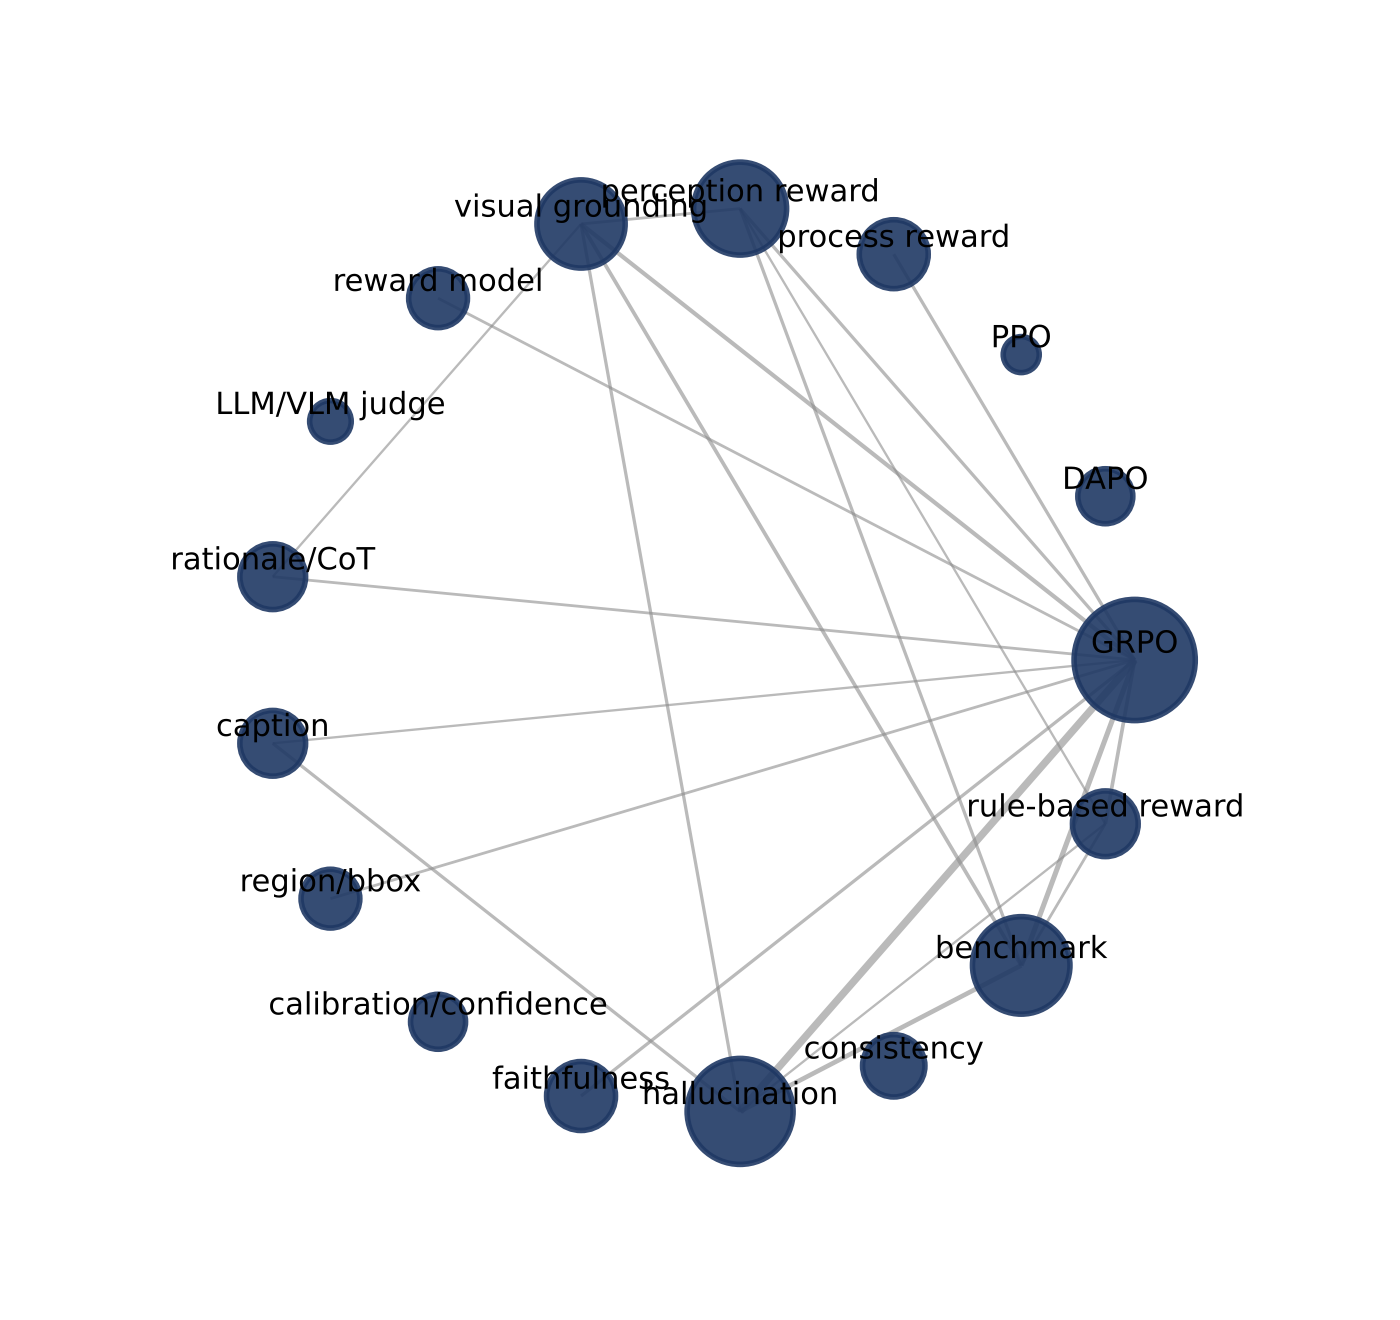 perception reward
visual grounding
process reward
reward model
PPO
LLM/VLM judge
DAPO
rationale/CoT
GRPO
caption
rule-based reward
region/bbox
benchmark
calibration/confidence
consistency
faithfulness
hallucination